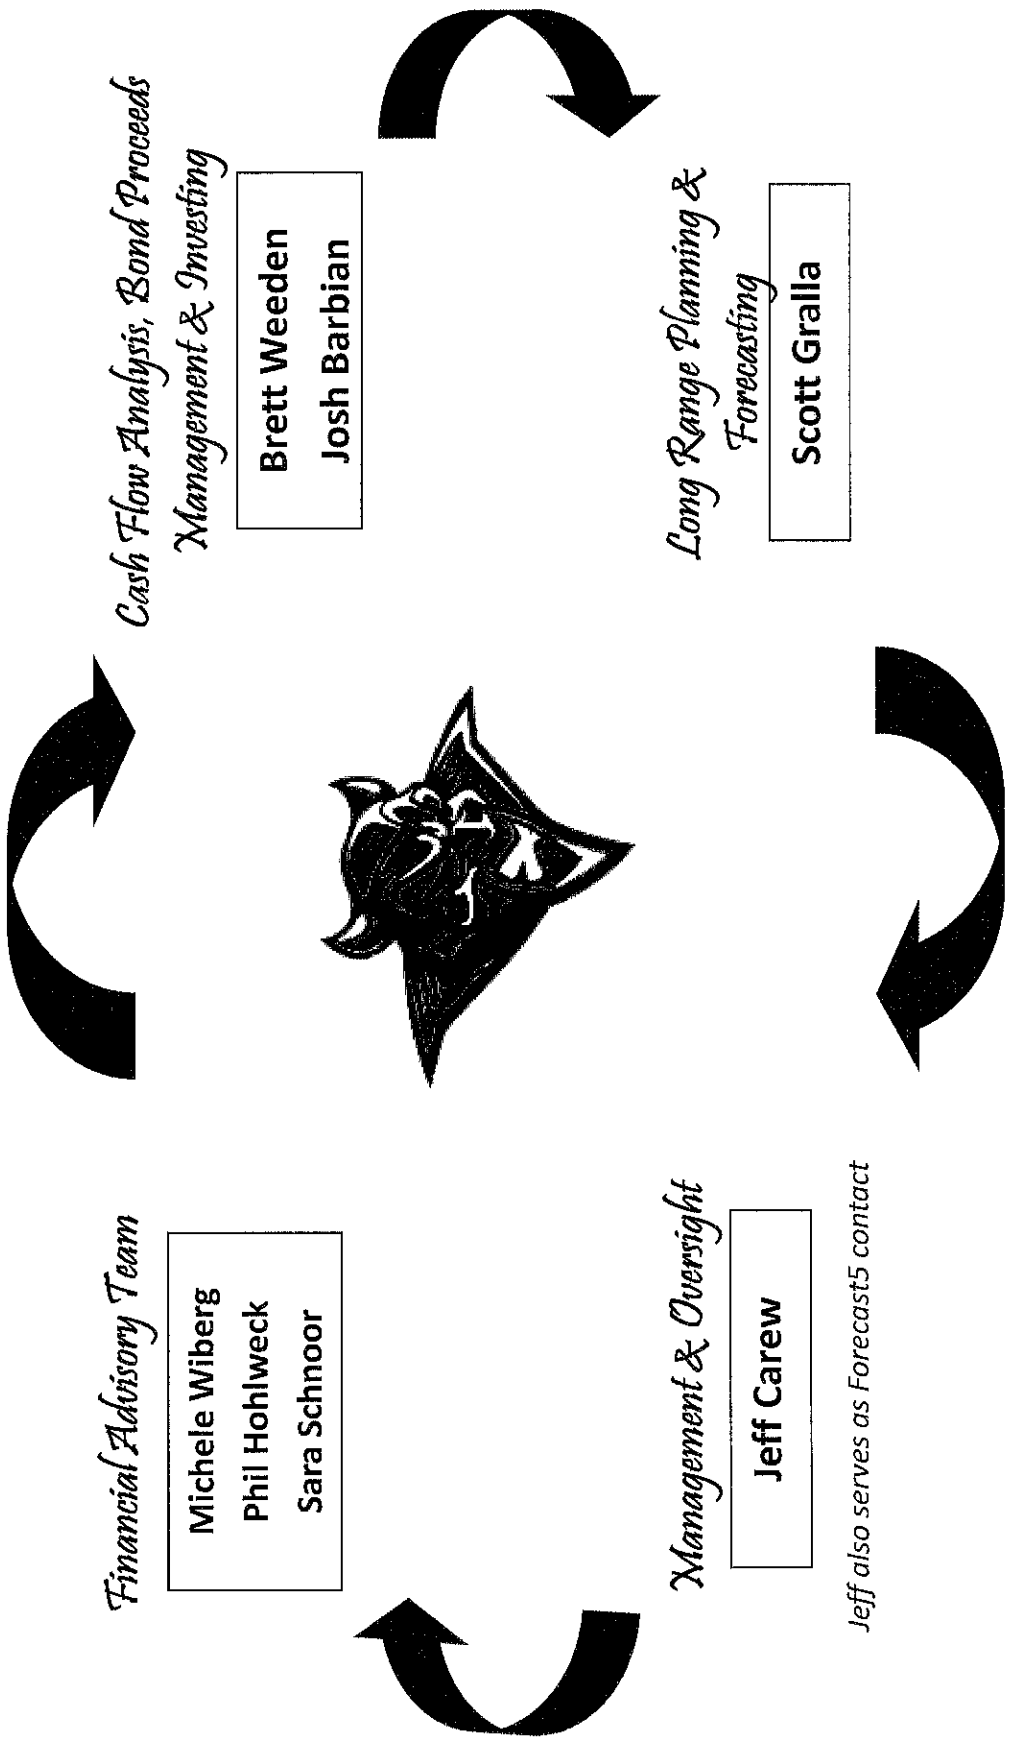 Financial Advisory Team
Michele Wiberg
Phil Hohlweck
Sara Schnoor
Cash Flow Analysis, Bond Proceeds
Management & Investing
Brett Weeden
Josh Barbian
Management & Oversight
Jeff Carew
Jeff also serves as Forecast5 contact
Long Range Planning &
Forecasting
Scott Gralla